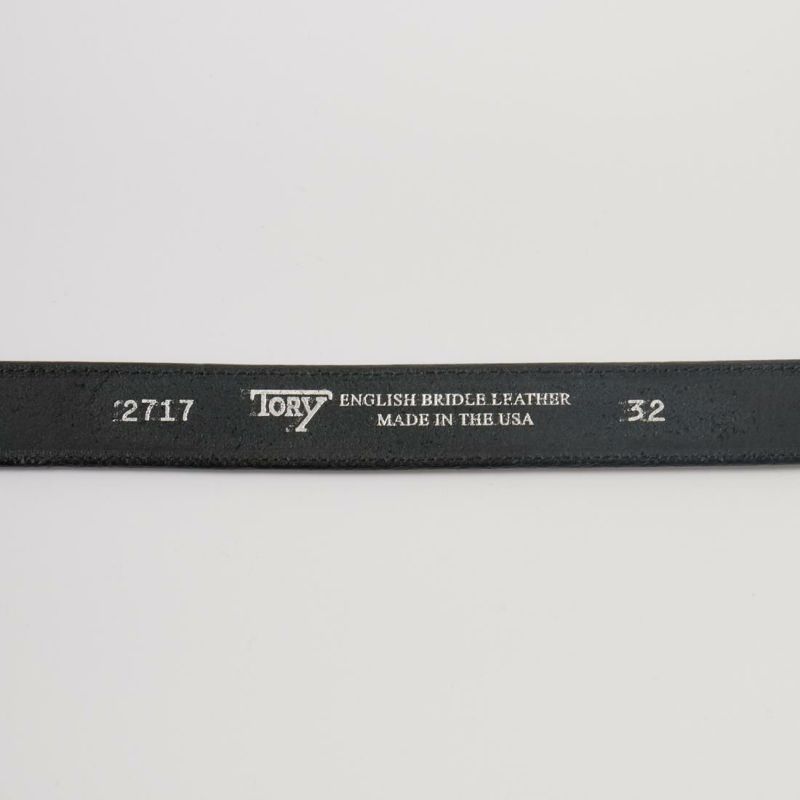 2717
TORY
ENGLISH BRIDLE LEATHER
MADE IN THE USA
32